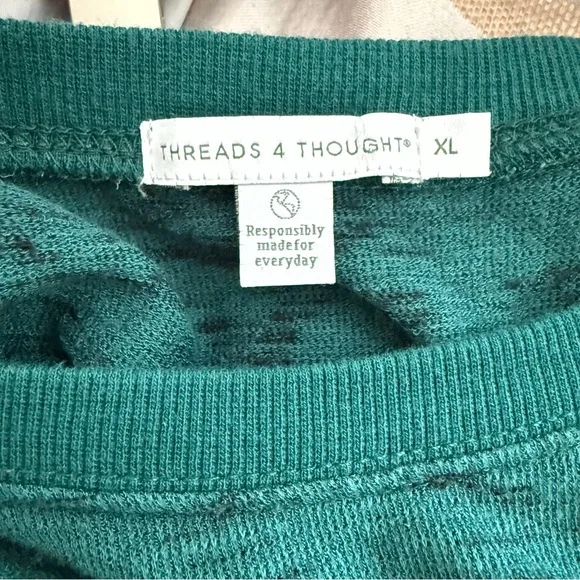 THREADS 4 THOUGHT® XL
Responsibly
made for
everyday